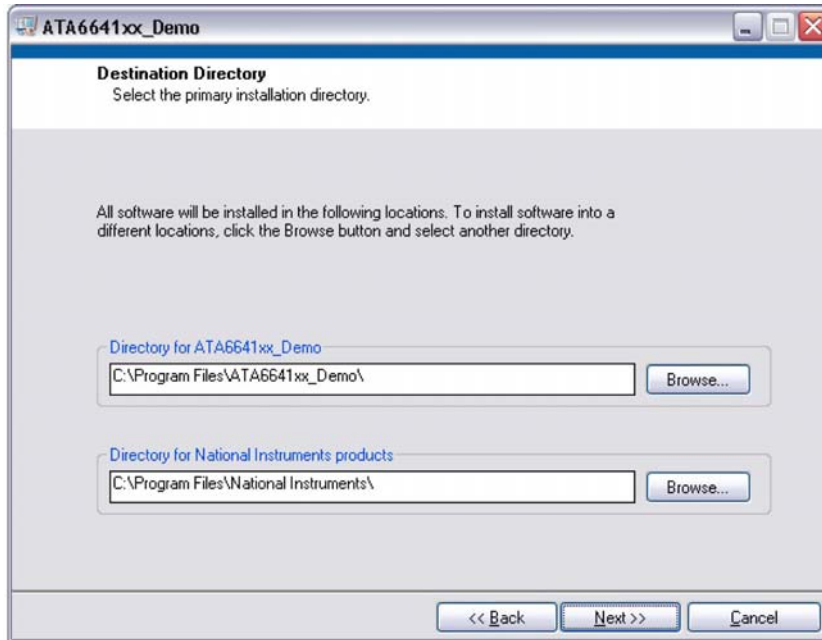 ATA6641xx_Demo
Destination Directory
Select the primary installation directory.
All software will be installed in the following locations. To install software into a
different locations, click the Browse button and select another directory.
Directory for ATA6641xx_Demo
C:\Program Files\ATA6641xx_Demo\
Browse...
Directory for National Instruments products
C:\Program Files\National Instruments\
Browse...
<< Back
Next >>
Cancel